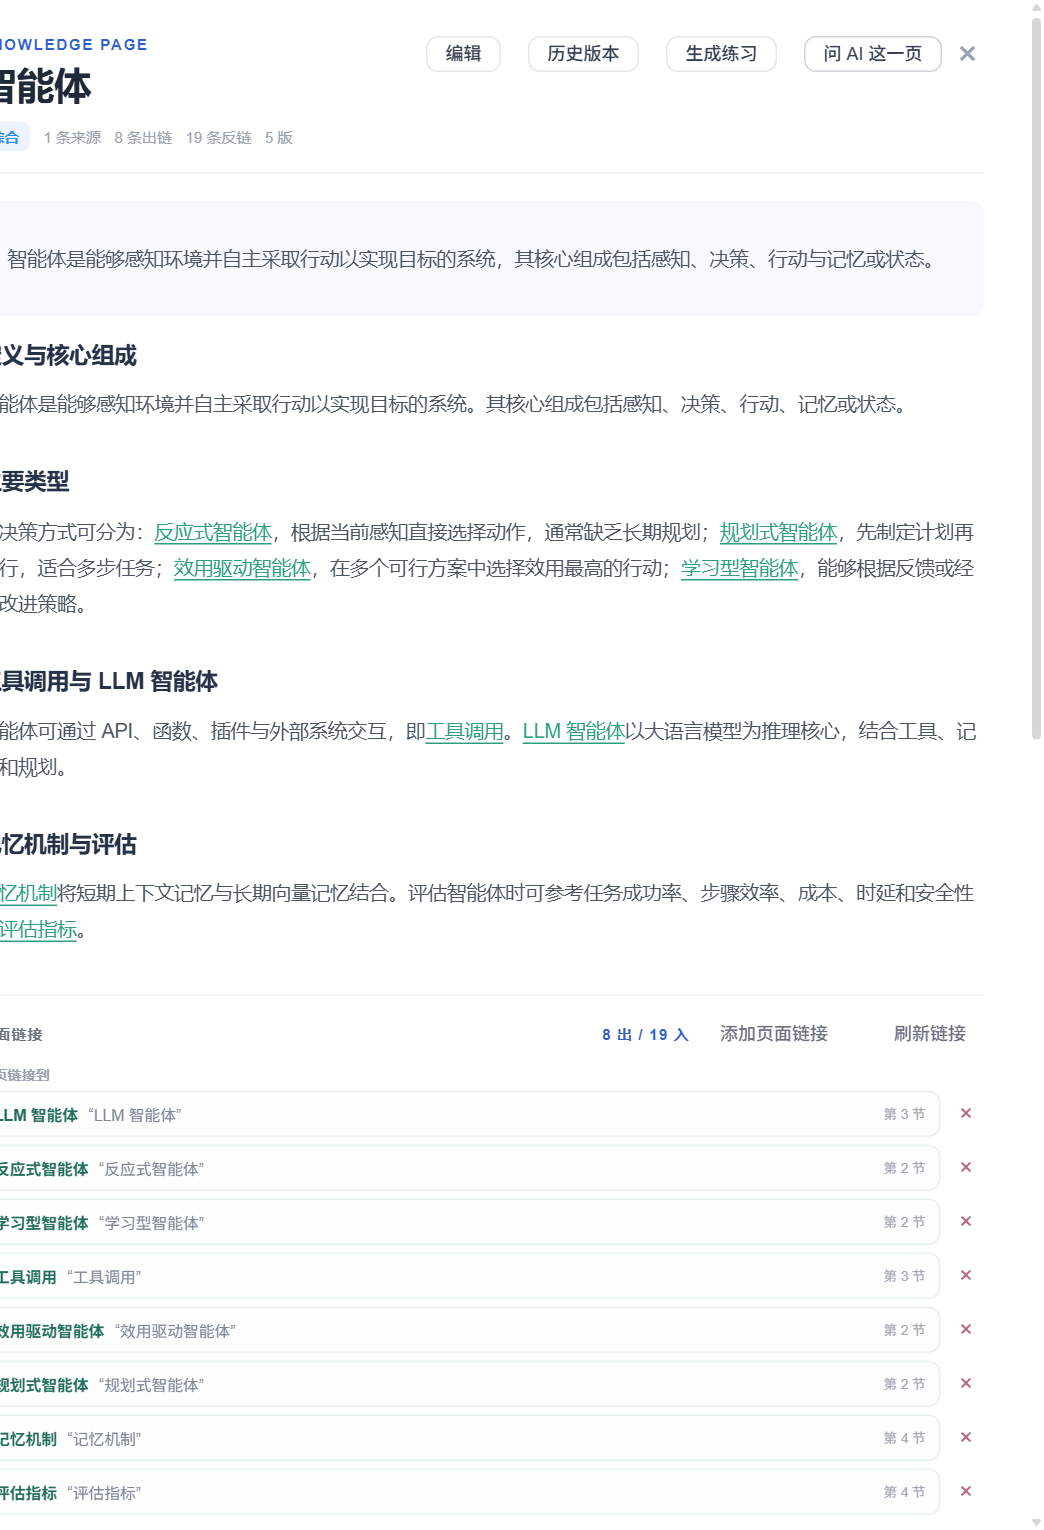 NOWLEDGE PAGE
编辑
历史版本
生成练习
问 AI 这一页
智能体
综合
1 条来源 8 条出链 19 条反链 5 版
智能体是能够感知环境并自主采取行动以实现目标的系统，其核心组成包括感知、决策、行动与记忆或状态。
定义与核心组成
能体是能够感知环境并自主采取行动以实现目标的系统。其核心组成包括感知、决策、行动、记忆或状态。
主要类型
决策方式可分为：反应式智能体，根据当前感知直接选择动作，通常缺乏长期规划；规划式智能体，先制定计划再
行，适合多步任务；效用驱动智能体，在多个可行方案中选择效用最高的行动；学习型智能体，能够根据反馈或经
改进策略。
工具调用与 LLM 智能体
能体可通过 API、函数、插件与外部系统交互，即工具调用。LLM 智能体以大语言模型为推理核心，结合工具、记
和规划。
记忆机制与评估
忆机制将短期上下文记忆与长期向量记忆结合。评估智能体时可参考任务成功率、步骤效率、成本、时延和安全性
评估指标。
面链接
8 出 / 19 入
添加页面链接
刷新链接
页链接到
LLM 智能体 “LLM 智能体” 第 3 节
反应式智能体 “反应式智能体” 第 2 节
学习型智能体 “学习型智能体” 第 2 节
工具调用 “工具调用” 第 3 节
效用驱动智能体 “效用驱动智能体” 第 2 节
规划式智能体 “规划式智能体” 第 2 节
记忆机制 “记忆机制” 第 4 节
评估指标 “评估指标” 第 4 节